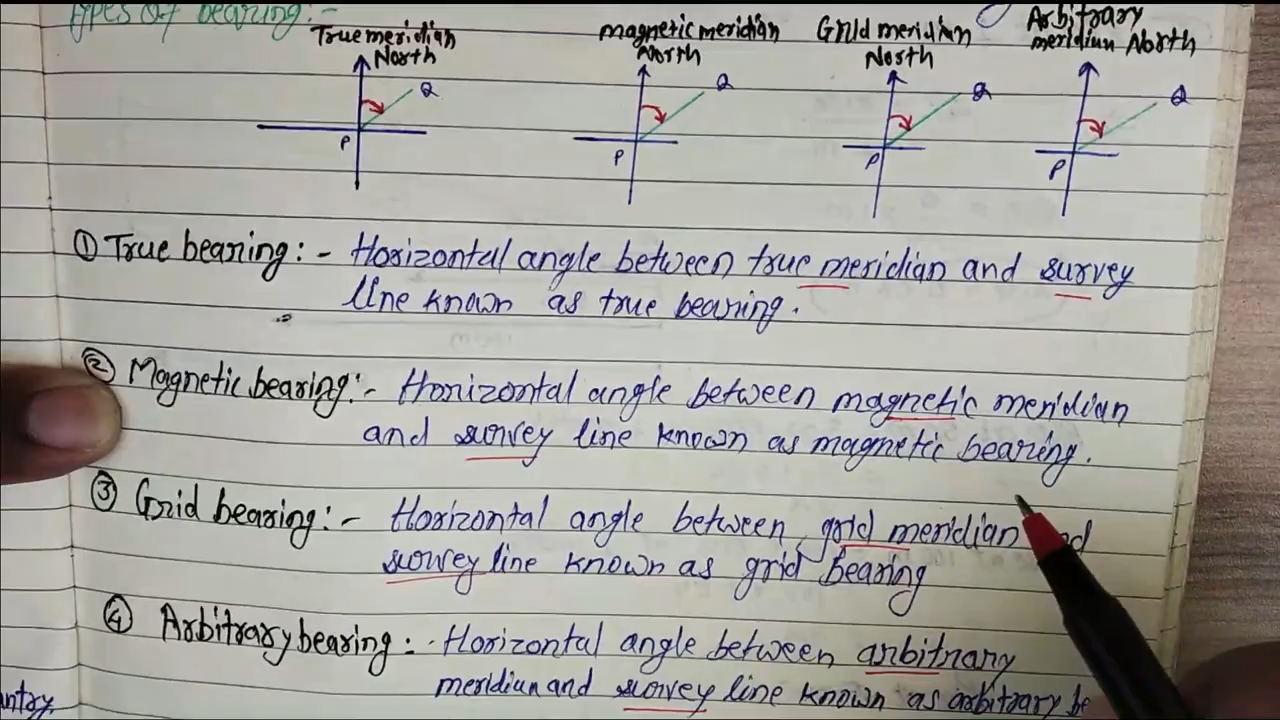 Types of bearing:-
True meridian
North
magnetic meridian
North
Grid meridian
North
Arbitrary
meridian North
Q
P
Q
P
Q
P
Q
P
① True bearing:- Horizontal angle between true meridian and survey
line known as true bearing.
② Magnetic bearing:- Horizontal angle between magnetic meridian
and survey line known as magnetic bearing.
③ Grid bearing:- Horizontal angle between grid meridian
survey line known as grid bearing
④ Arbitrary bearing:- Horizontal angle between arbitrary
meridian and survey line known as arbitrary be